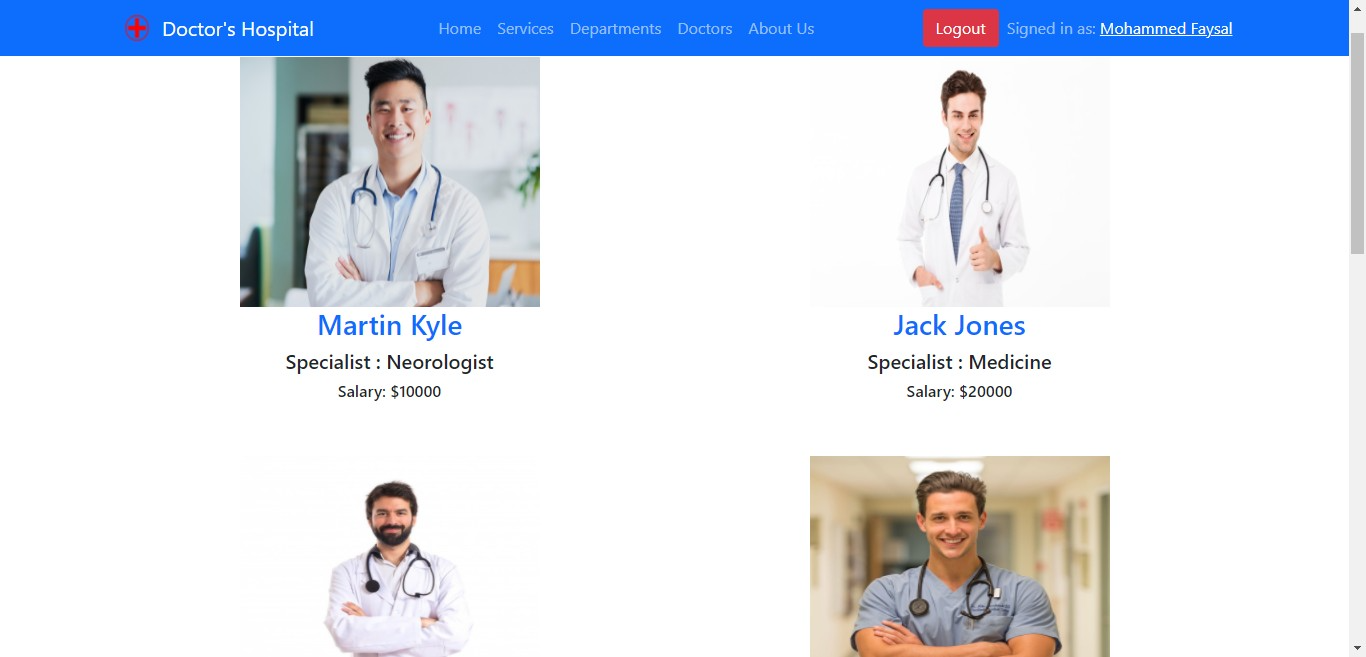 Doctor's Hospital
Home Services Departments Doctors About Us
Logout Signed in as: Mohammed Faysal
Martin Kyle
Specialist : Neorologist
Salary: $10000
Jack Jones
Specialist : Medicine
Salary: $20000